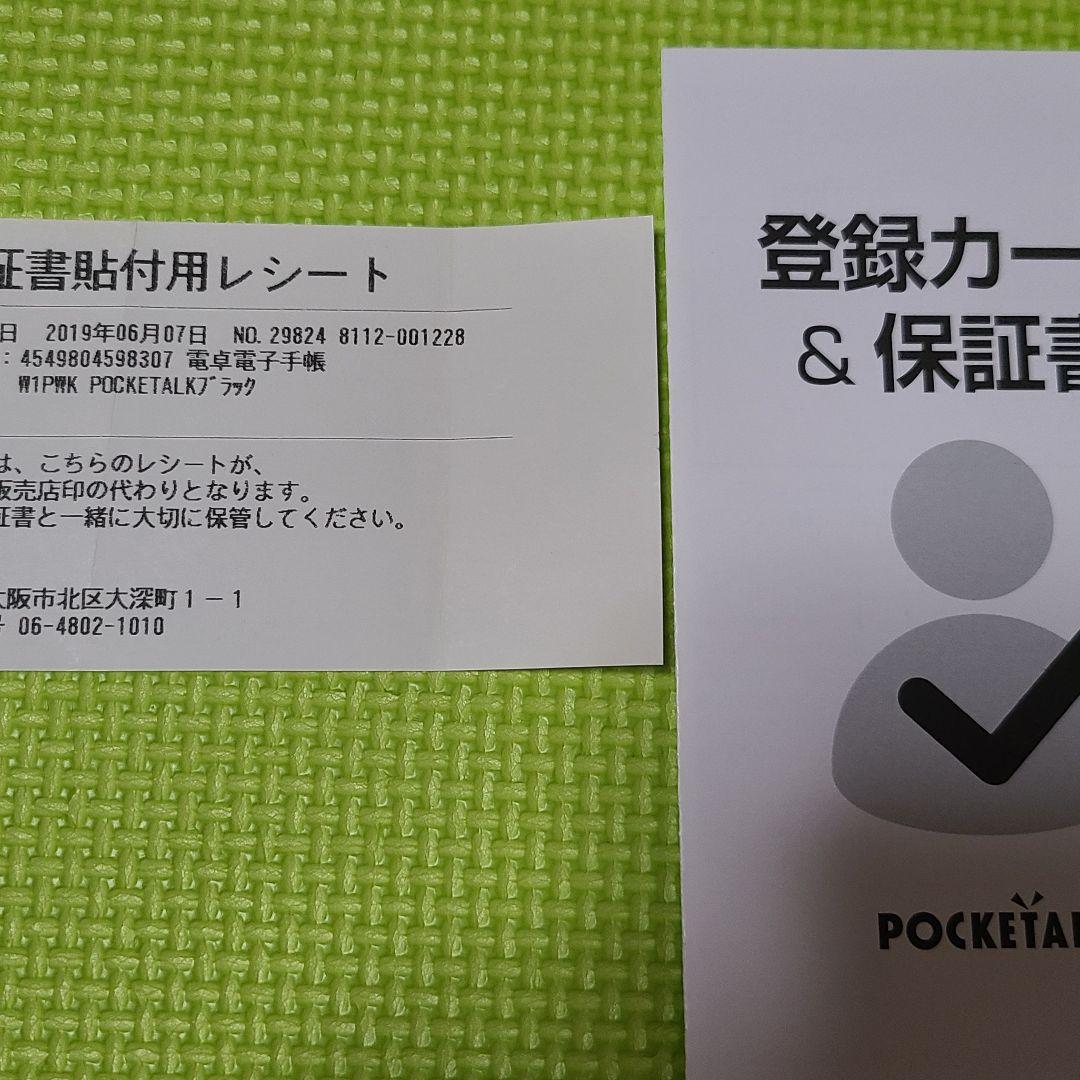 証書貼付用レシート
日 2019年06月07日 NO.29824 8112-001228
: 4549804598307 電卓電子手帳
W1PWK POCKETALKﾌﾞﾗｯｸ
は、こちらのレシートが、
販売店印の代わりとなります。
証書と一緒に大切に保管してください。
大阪市北区大深町1-1
号 06-4802-1010
登録カー
& 保証書
POCKETAL